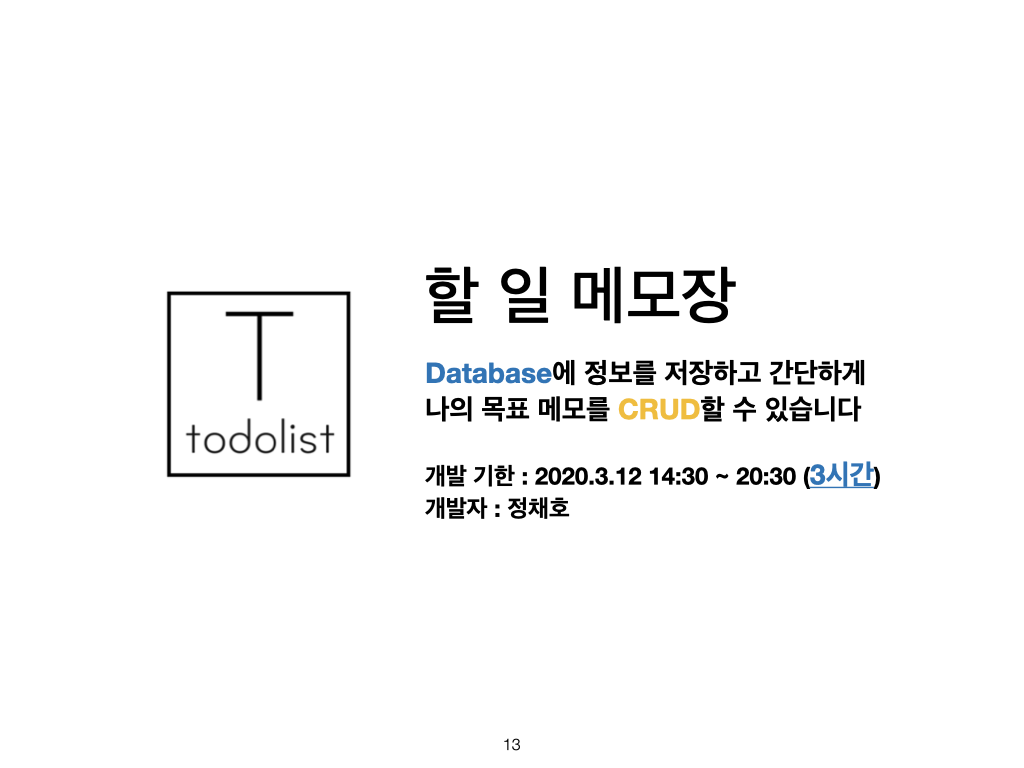 T
todolist
할 일 메모장
Database에 정보를 저장하고 간단하게
나의 목표 메모를 CRUD할 수 있습니다
개발 기한 : 2020.3.12 14:30 ~ 20:30 (3시간)
개발자 : 정채호
13